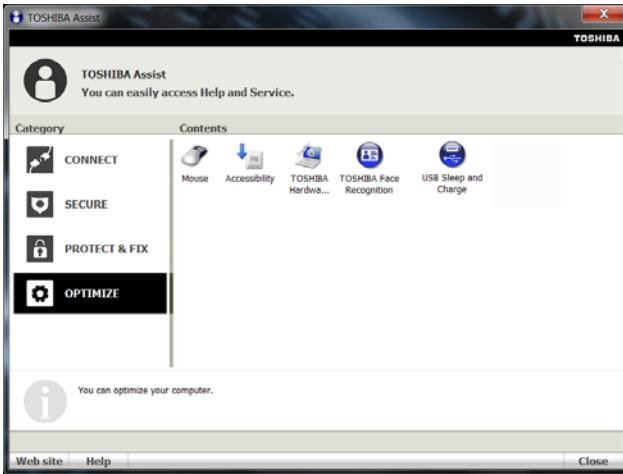 TOSHIBA Assist
TOSHIBA
TOSHIBA Assist
You can easily access Help and Service.
Category
Contents
CONNECT
SECURE
PROTECT & FIX
OPTIMIZE
Mouse
Accessibility
TOSHIBA
Hardwa...
TOSHIBA Face
Recognition
USB Sleep and
Charge
You can optimize your computer.
Web site
Help
Close